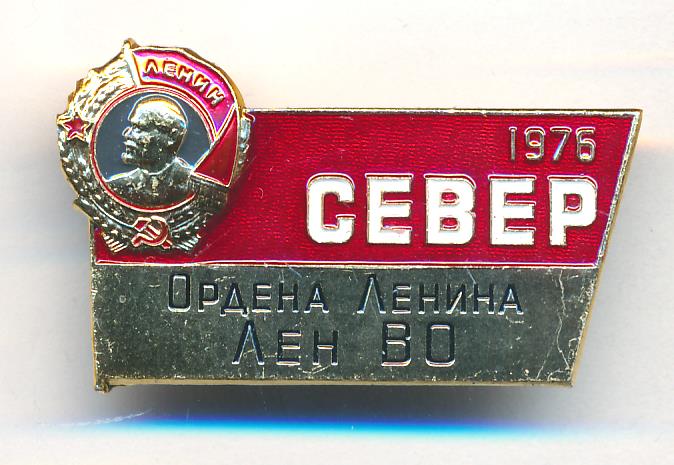 ЛЕНИН
1976
СЕВЕР
ОРДЕНА ЛЕНИНА
ЛЕН ВО